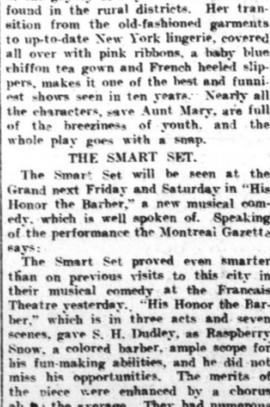 found in the rural districts. Her tran-
sition from the old-fashioned garments
to up-to-date New York lingerie, covered
all over with pink ribbons, a baby blue
chiffon tea gown and French heeled slip-
pers, makes it one of the best and funni-
est shows seen in ten years. Nearly all
the characters, save Aunt Mary, are full
of the breeziness of youth, and the
whole play goes with a snap.
THE SMART SET.
The Smart Set will be seen at the
Grand next Friday and Saturday in "His
Honor the Barber," a new musical com-
edy, which is well spoken of. Speaking
of the performance the Montreal Gazette
says:
The Smart Set proved even smarter
than on previous visits to this city in
their musical comedy at the Francais
Theatre yesterday. "His Honor the Bar-
ber," which is in three acts and seven
scenes, gave S. H. Dudley, as Raspberry
Snow, a colored barber, ample scope for
his fun-making abilities, and he did not
miss his opportunities. The merits of
the piece were enhanced by a chorus
the average. They had numerous